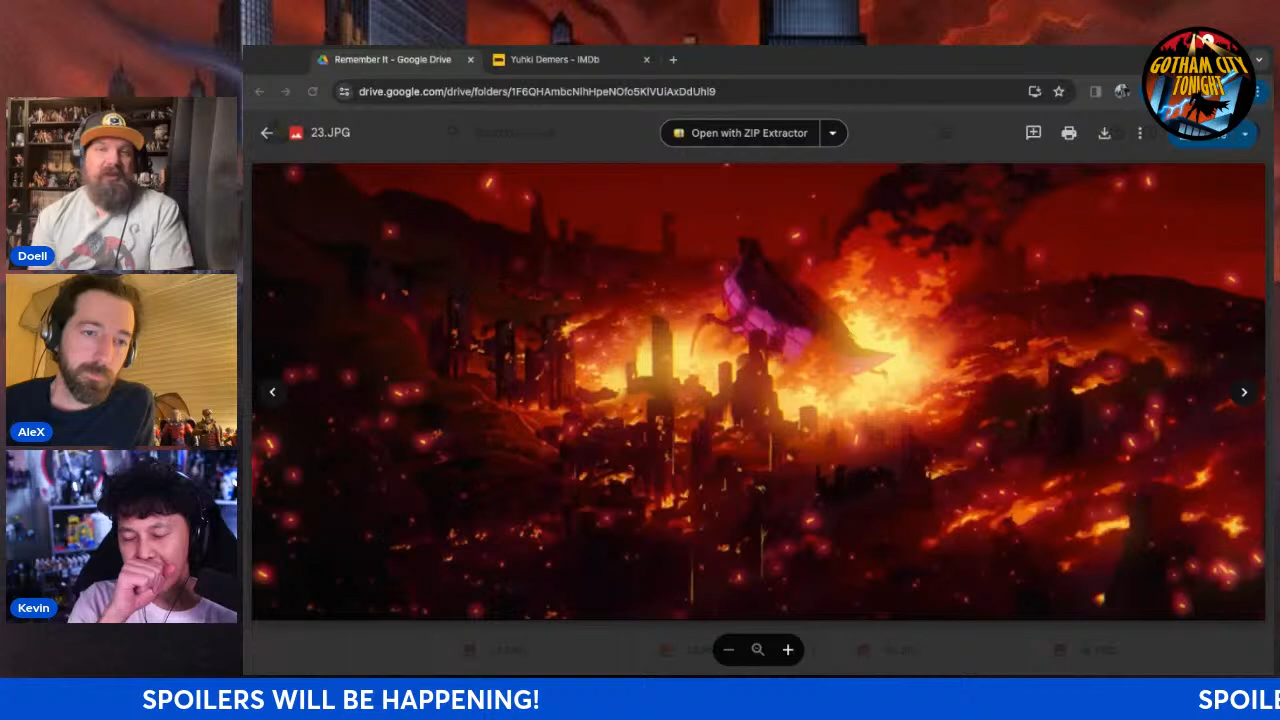 Remember It - Google Drive
Yuhki Demers - IMDb
drive.google.com/drive/folders/1F6QHAmbcNlhHpeNOfo5KlVUiAxDdUhl9
23.JPG
Open with ZIP Extractor
GOTHAM CITY
TONIGHT
Doell
AleX
Kevin
SPOILERS WILL BE HAPPENING!
SPOILE